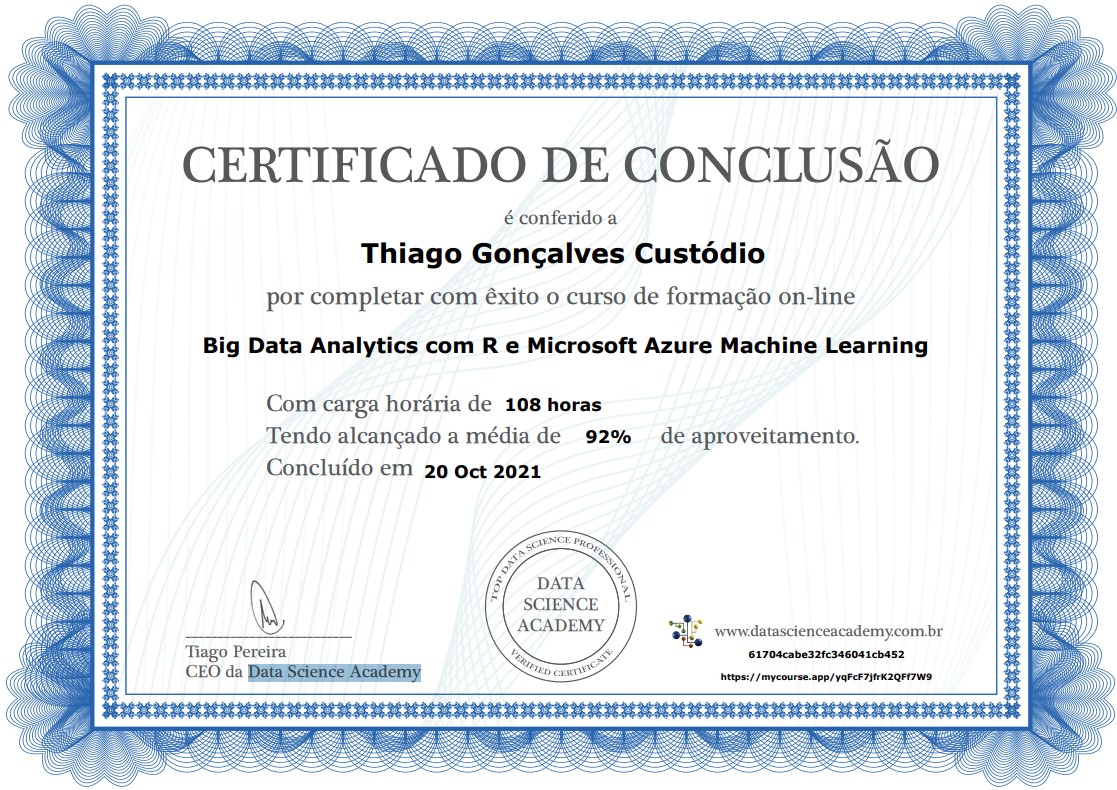 CERTIFICADO DE CONCLUSÃO
é conferido a
Thiago Gonçalves Custódio
por completar com êxito o curso de formação on-line
Big Data Analytics com R e Microsoft Azure Machine Learning
Com carga horária de 108 horas
Tendo alcançado a média de 92% de aproveitamento.
Concluído em 20 Oct 2021
TOP DATA SCIENCE PROFESSIONAL
DATA
SCIENCE
ACADEMY
VERIFIED CERTIFICATE
Tiago Pereira
CEO da Data Science Academy
www.datascienceacademy.com.br
61704cabe32fc346041cb452
https://mycourse.app/yqFcF7jfrK2QFf7W9